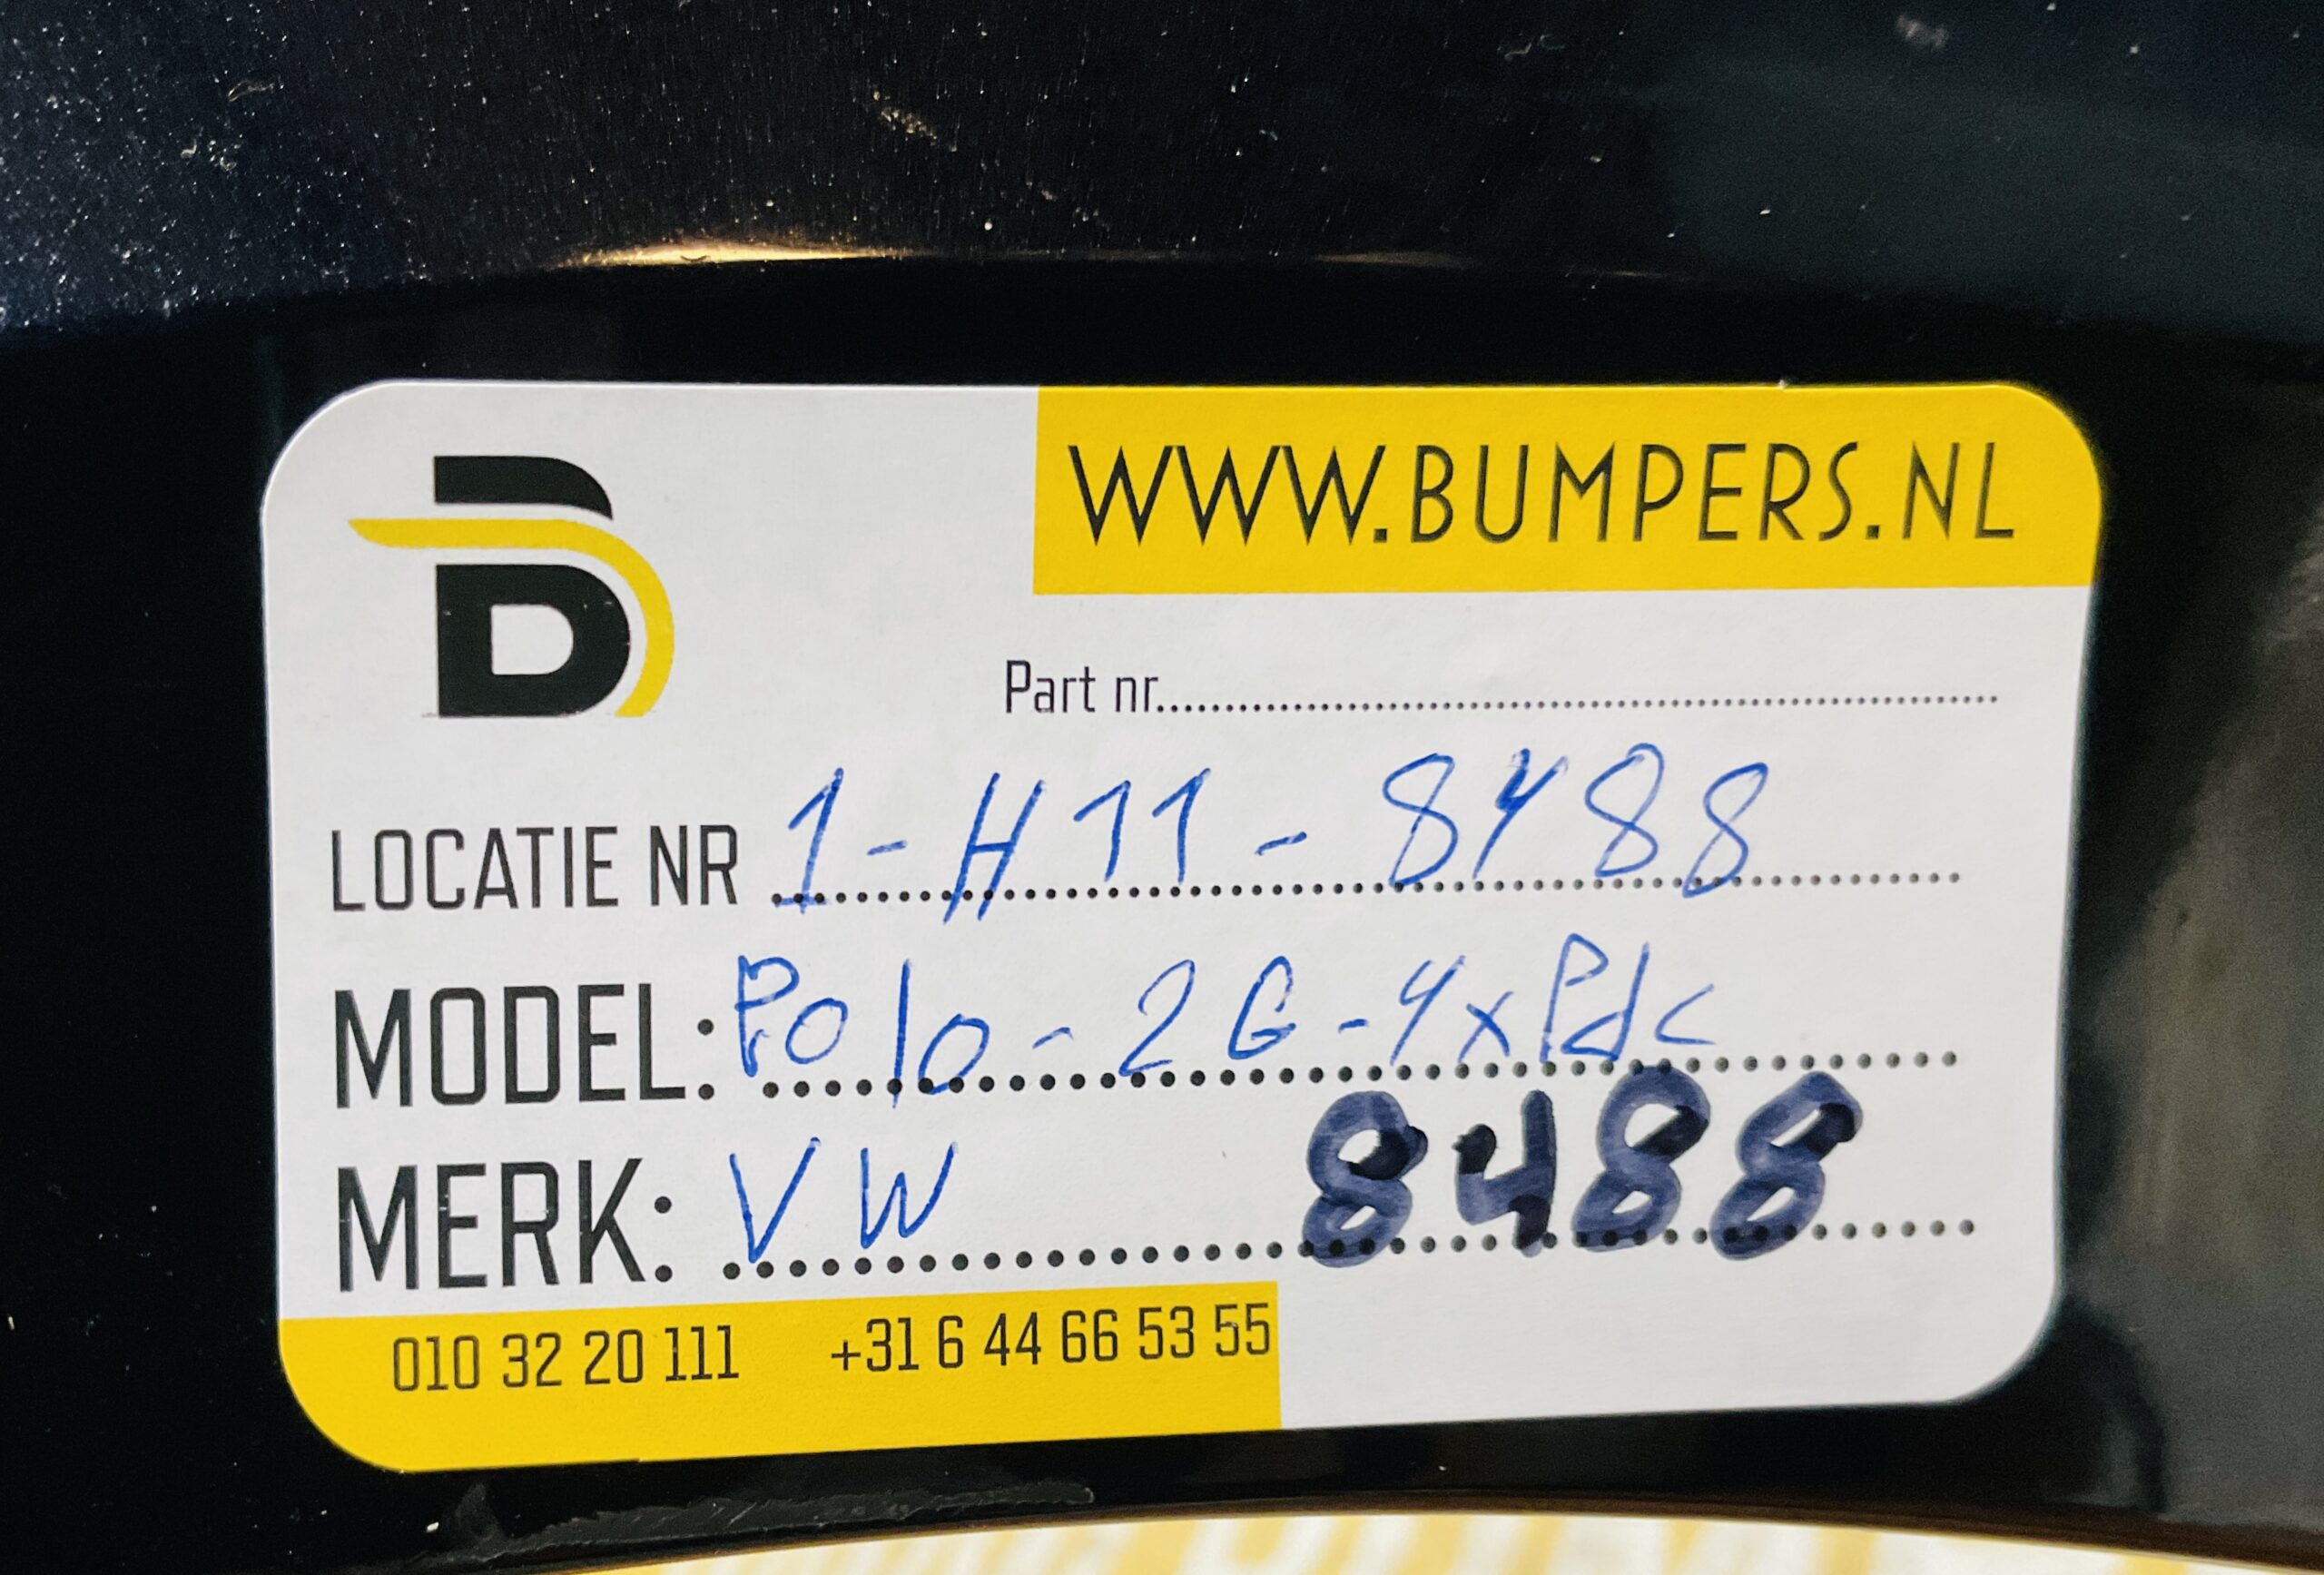 WWW.BUMPERS.NL
Part nr.
LOCATIE NR 1-H11-8488
MODEL: Polo-2G-4xPdc
MERK: VW 8488
010 32 20 111 +31 6 44 66 53 55